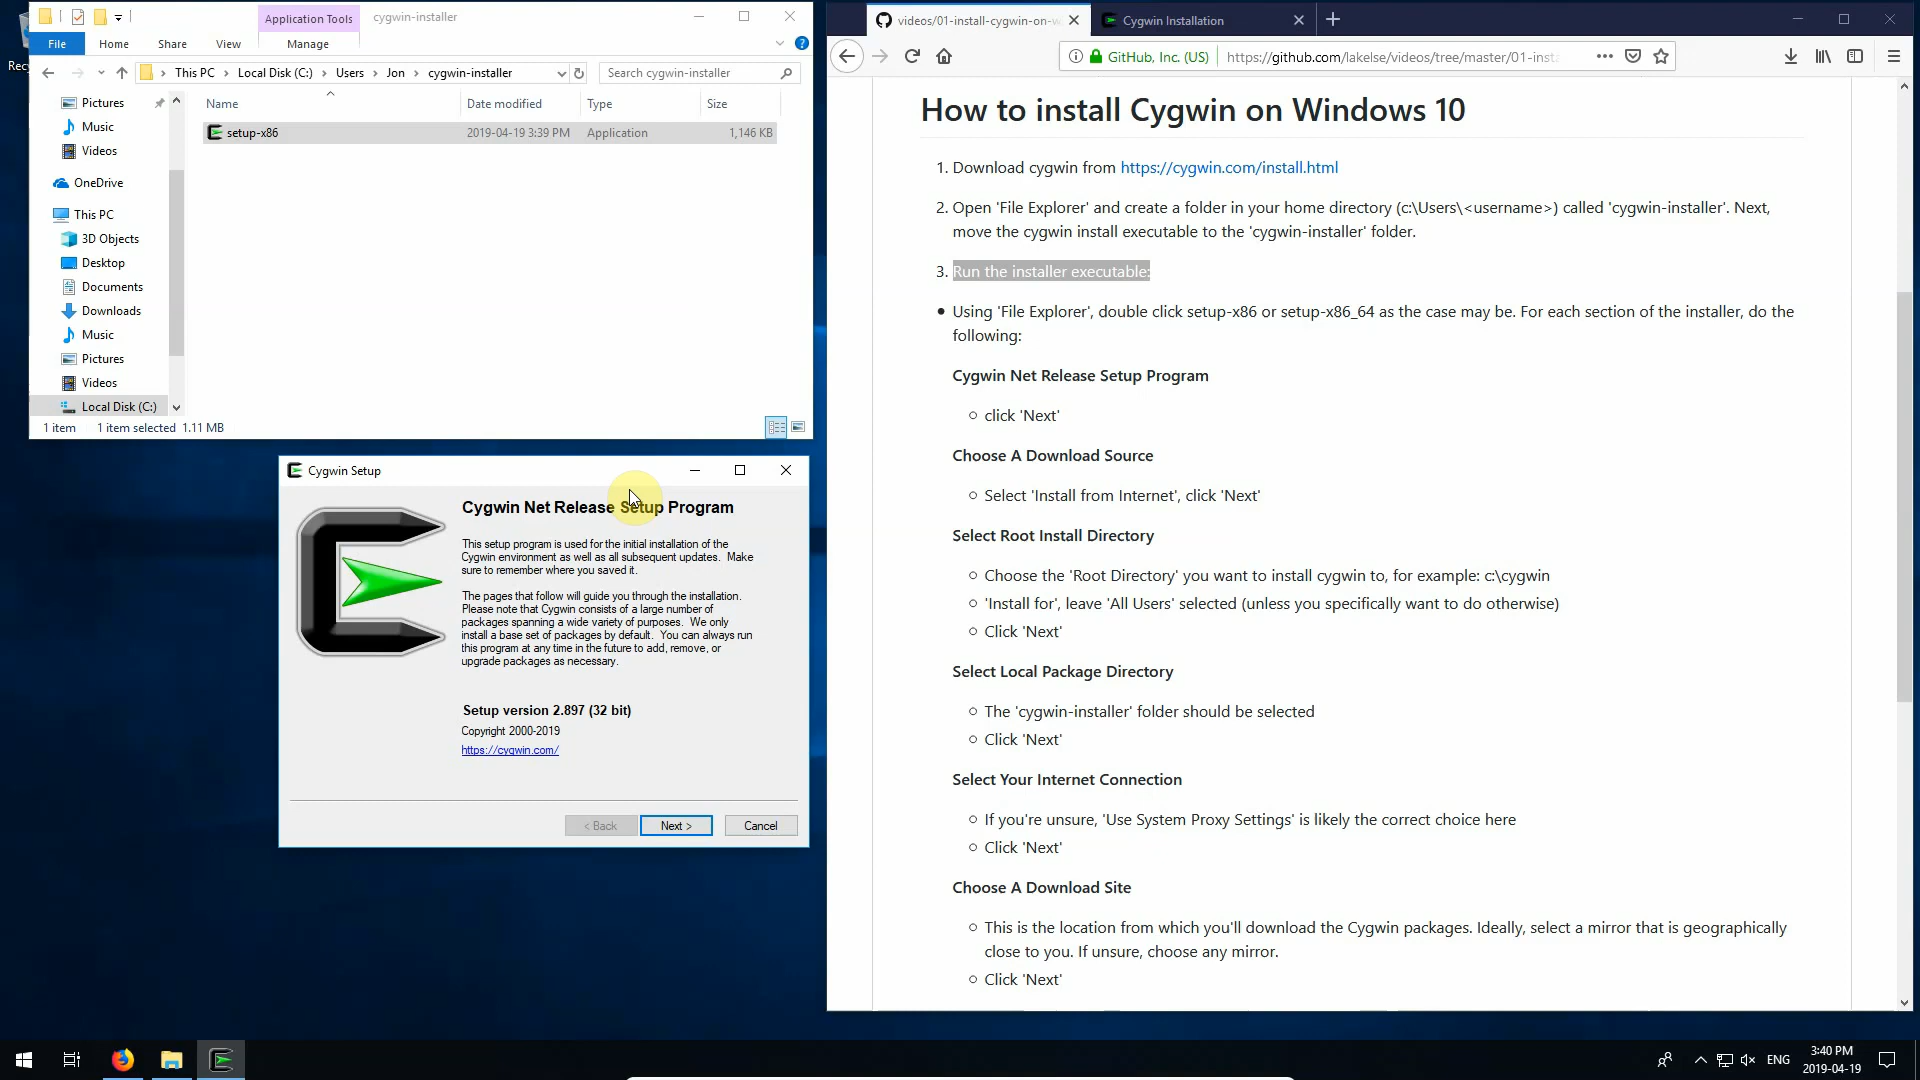 Application Tools
cygwin-installer
File
Home
Share
View
Manage
This PC
Local Disk (C:)
Users
Jon
cygwin-installer
Search cygwin-installer
Name
Date modified
Type
Size
setup-x86
2019-04-19 3:39 PM
Application
1,146 KB
Pictures
Music
Videos
OneDrive
This PC
3D Objects
Desktop
Documents
Downloads
Music
Pictures
Videos
Local Disk (C:)
1 item
1 item selected 1.11 MB
Cygwin Setup
Cygwin Net Release Setup Program
This setup program is used for the initial installation of the
Cygwin environment as well as all subsequent updates. Make
sure to remember where you saved it.
The pages that follow will guide you through the installation.
Please note that Cygwin consists of a large number of
packages spanning a wide variety of purposes. We only
install a base set of packages by default. You can always run
this program at any time in the future to add, remove, or
upgrade packages as necessary.
Setup version 2.897 (32 bit)
Copyright 2000-2019
https://cygwin.com/
< Back
Next >
Cancel
videos/01-install-cygwin-on-w
Cygwin Installation
GitHub, Inc. (US)
https://github.com/lakelse/videos/tree/master/01-insta
How to install Cygwin on Windows 10
1. Download cygwin from https://cygwin.com/install.html
2. Open 'File Explorer' and create a folder in your home directory (c:\Users\<username>) called 'cygwin-installer'. Next,
move the cygwin install executable to the 'cygwin-installer' folder.
3. Run the installer executable:
• Using 'File Explorer', double click setup-x86 or setup-x86_64 as the case may be. For each section of the installer, do the
following:
Cygwin Net Release Setup Program
○ click 'Next'
Choose A Download Source
○ Select 'Install from Internet', click 'Next'
Select Root Install Directory
○ Choose the 'Root Directory' you want to install cygwin to, for example: c:\cygwin
○ 'Install for', leave 'All Users' selected (unless you specifically want to do otherwise)
○ Click 'Next'
Select Local Package Directory
○ The 'cygwin-installer' folder should be selected
○ Click 'Next'
Select Your Internet Connection
○ If you're unsure, 'Use System Proxy Settings' is likely the correct choice here
○ Click 'Next'
Choose A Download Site
○ This is the location from which you'll download the Cygwin packages. Ideally, select a mirror that is geographically
close to you. If unsure, choose any mirror.
○ Click 'Next'
Rec
ENG
3:40 PM
2019-04-19